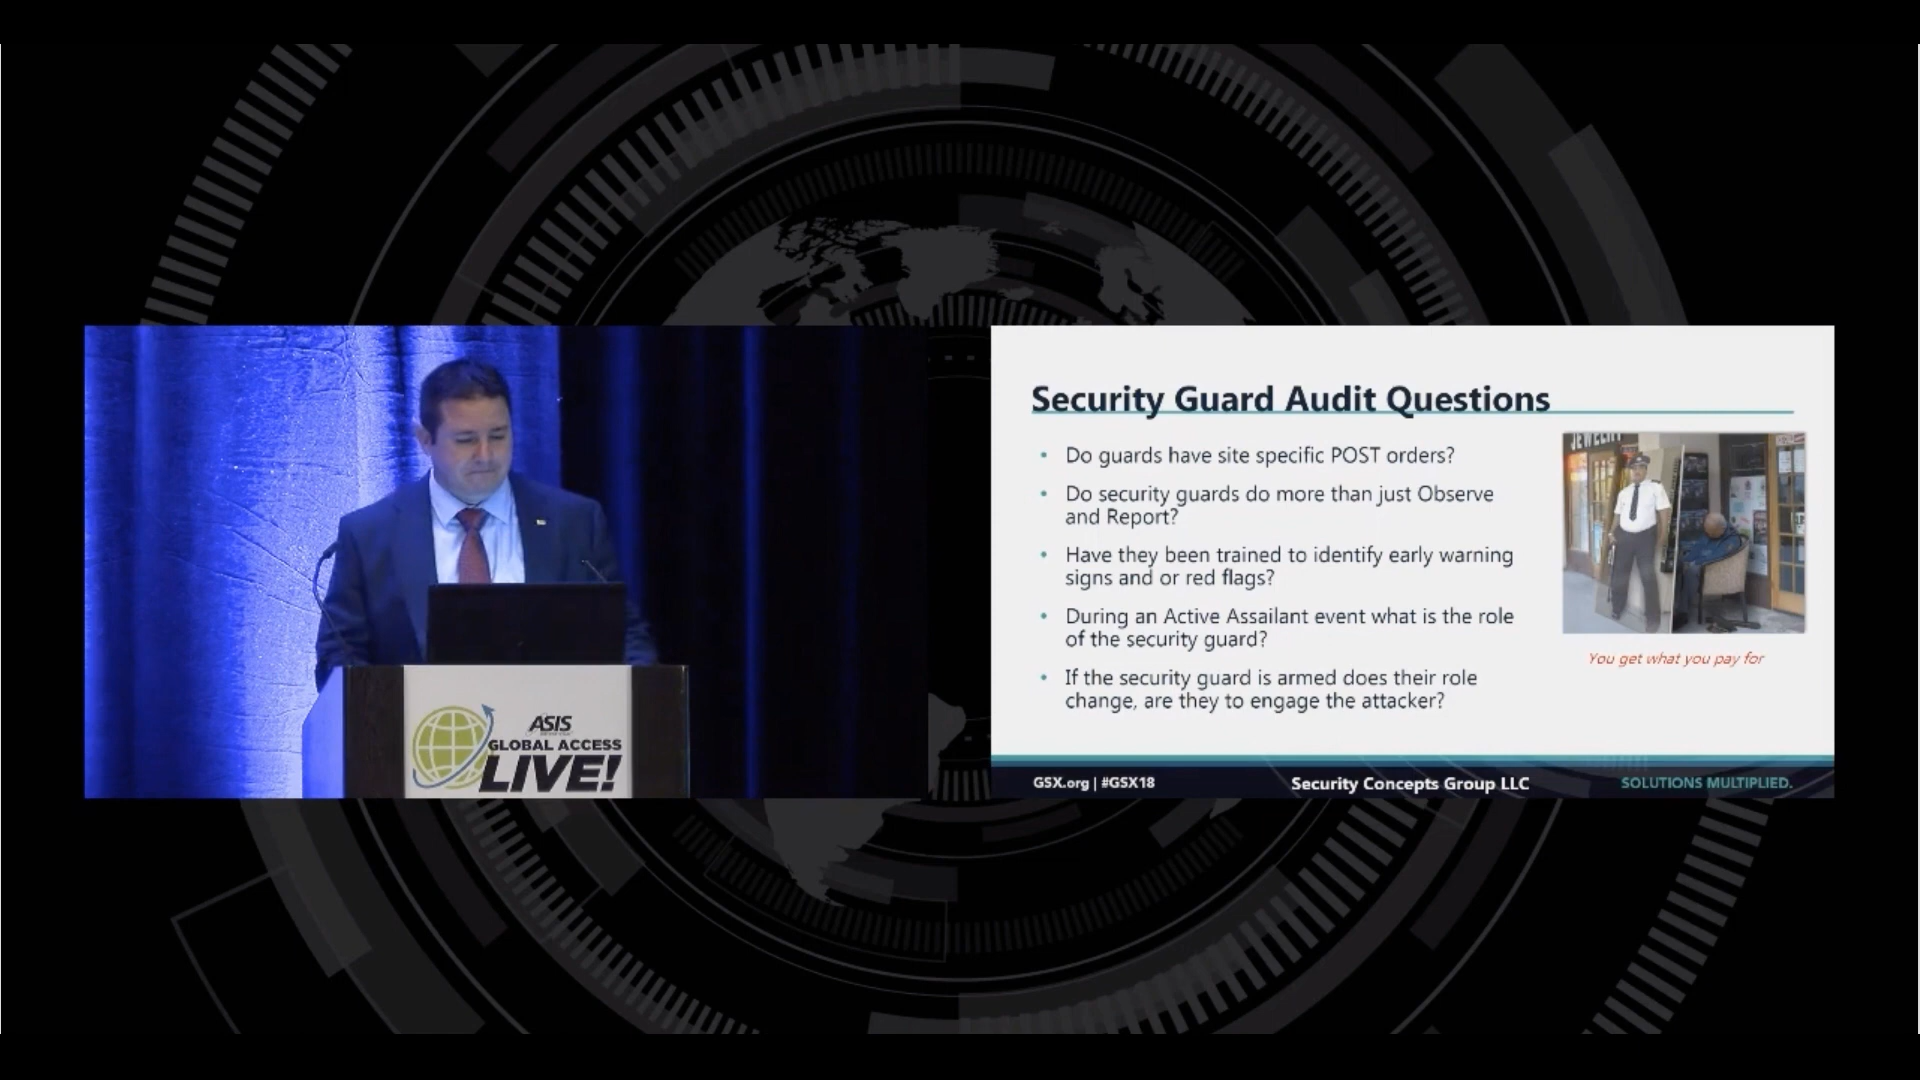 Security Guard Audit Questions
• Do guards have site specific POST orders?
• Do security guards do more than just Observe
and Report?
• Have they been trained to identify early warning
signs and or red flags?
• During an Active Assailant event what is the role
of the security guard?
• If the security guard is armed does their role
change, are they to engage the attacker?
JEWELRY
You get what you pay for
GSX.org | #GSX18
Security Concepts Group LLC
SOLUTIONS MULTIPLIED.
ASIS
GLOBAL ACCESS
LIVE!